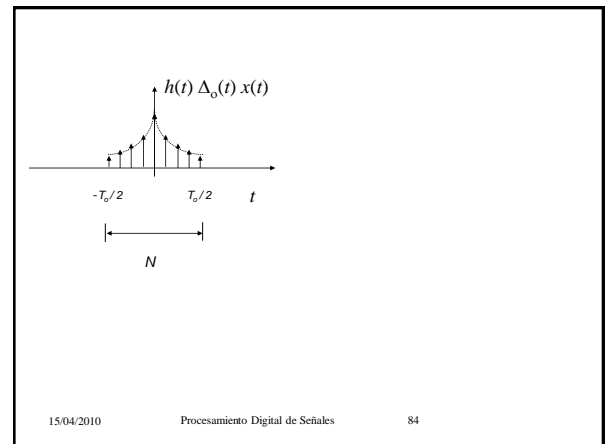 h(t) Δo(t) x(t)
-To/2 To/2 t
N
15/04/2010 Procesamiento Digital de Señales 84